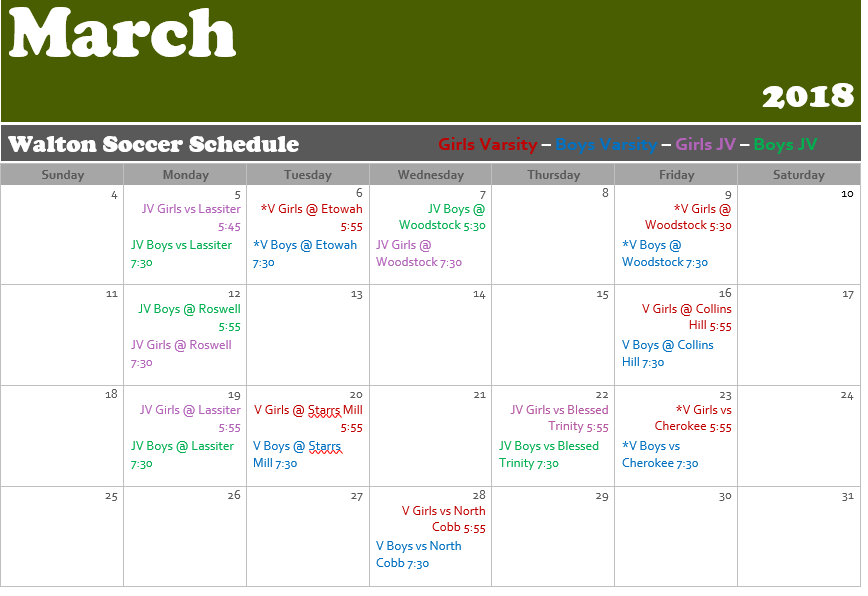 March
2018
Walton Soccer Schedule
Girls Varsity – Boys Varsity – Girls JV – Boys JV
Sunday Monday Tuesday Wednesday Thursday Friday Saturday
4
5
JV Girls vs Lassiter
5:45
JV Boys vs Lassiter
7:30
6
*V Girls @ Etowah
5:55
*V Boys @ Etowah
7:30
7
JV Boys @
Woodstock 5:30
JV Girls @
Woodstock 7:30
8
9
*V Girls @
Woodstock 5:30
*V Boys @
Woodstock 7:30
10
11
12
JV Boys @ Roswell
5:55
JV Girls @ Roswell
7:30
13
14
15
16
V Girls @ Collins
Hill 5:55
V Boys @ Collins
Hill 7:30
17
18
19
JV Girls @ Lassiter
5:55
JV Boys @ Lassiter
7:30
20
V Girls @ Starrs Mill
5:55
V Boys @ Starrs
Mill 7:30
21
22
JV Girls vs Blessed
Trinity 5:55
JV Boys vs Blessed
Trinity 7:30
23
*V Girls vs
Cherokee 5:55
*V Boys vs
Cherokee 7:30
24
25
26
27
28
V Girls vs North
Cobb 5:55
V Boys vs North
Cobb 7:30
29
30
31